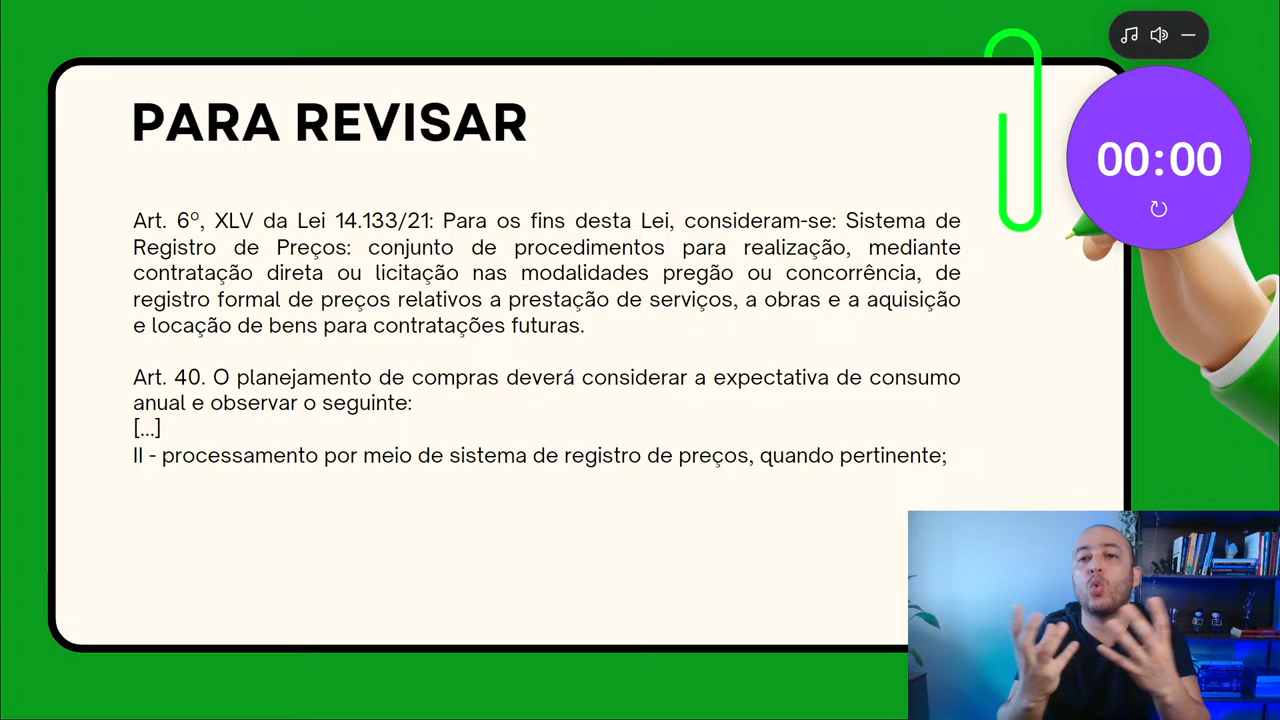 PARA REVISAR
00:00
Art. 6º, XLV da Lei 14.133/21: Para os fins desta Lei, consideram-se: Sistema de
Registro de Preços: conjunto de procedimentos para realização, mediante
contratação direta ou licitação nas modalidades pregão ou concorrência, de
registro formal de preços relativos a prestação de serviços, a obras e a aquisição
e locação de bens para contratações futuras.
Art. 40. O planejamento de compras deverá considerar a expectativa de consumo
anual e observar o seguinte:
[...]
II - processamento por meio de sistema de registro de preços, quando pertinente;